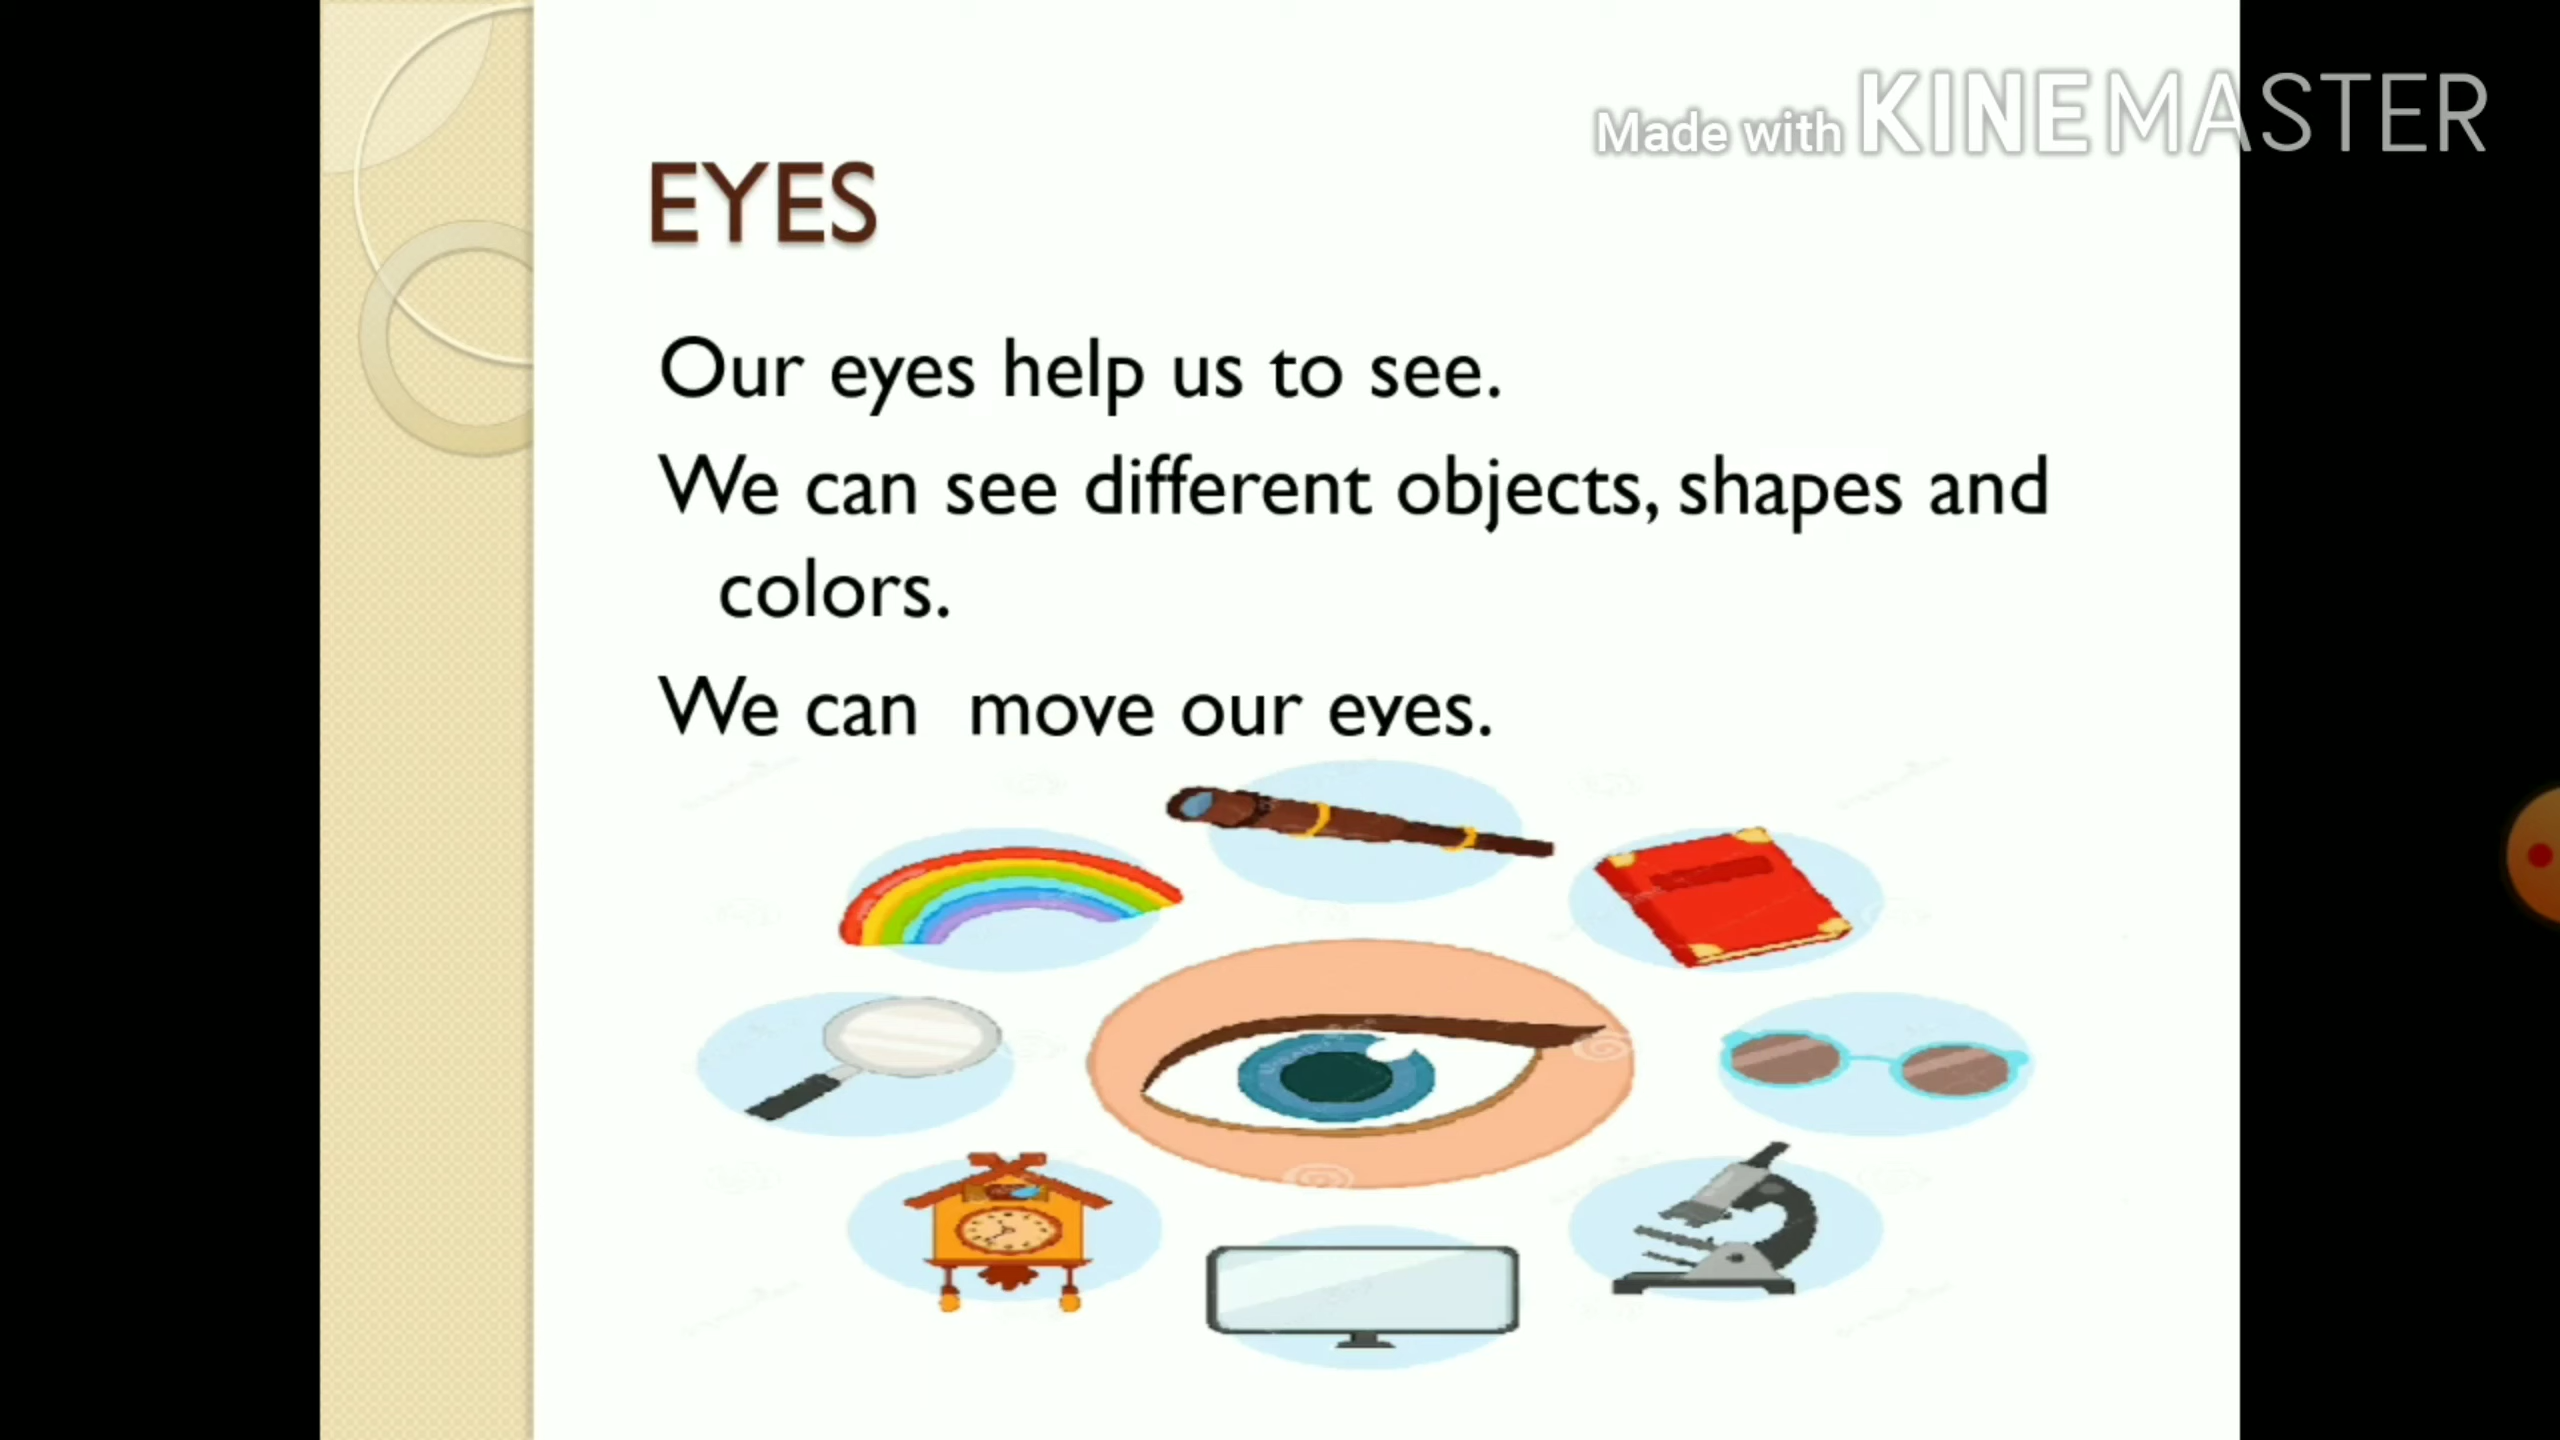 Made with KINEMASTER
EYES
Our eyes help us to see.
We can see different objects, shapes and
colors.
We can  move our eyes.